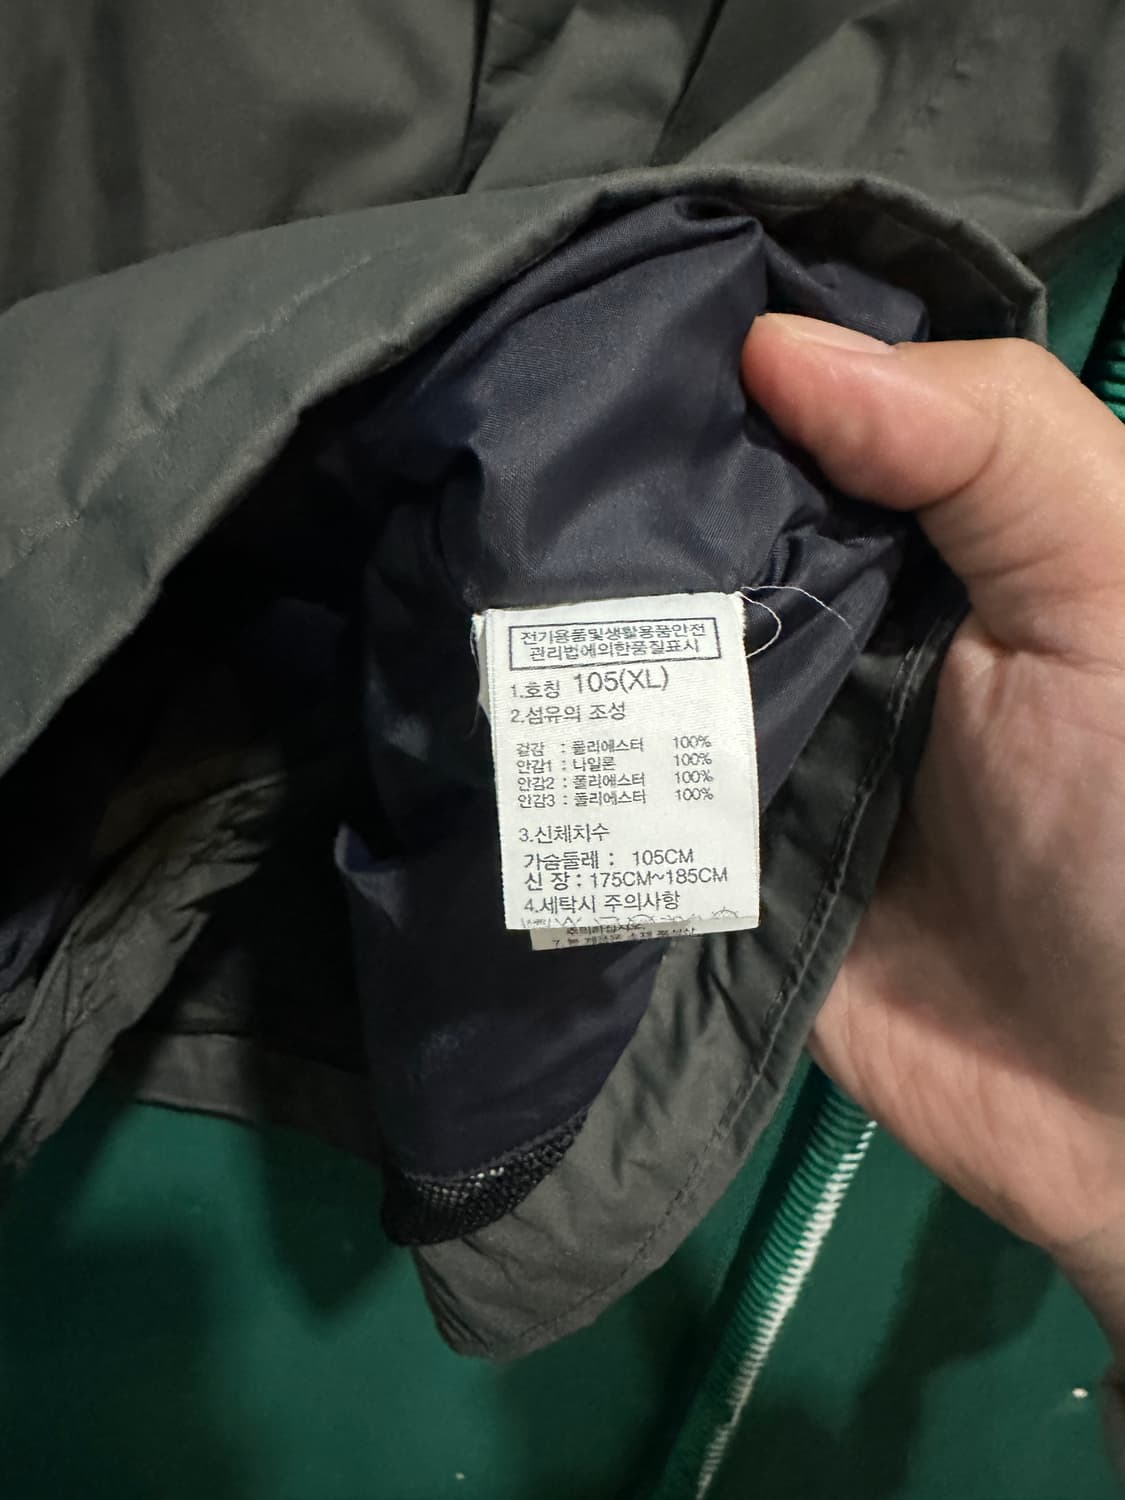 전기용품및생활용품안전
관리법에의한품질표시
1.호칭 105(XL)
2.섬유의 조성
겉감 : 폴리에스터 100%
안감1 : 나일론 100%
안감2 : 폴리에스터 100%
안감3 : 폴리에스터 100%
3.신체치수
가슴둘레 : 105CM
신 장 : 175CM~185CM
4.세탁시 주의사항